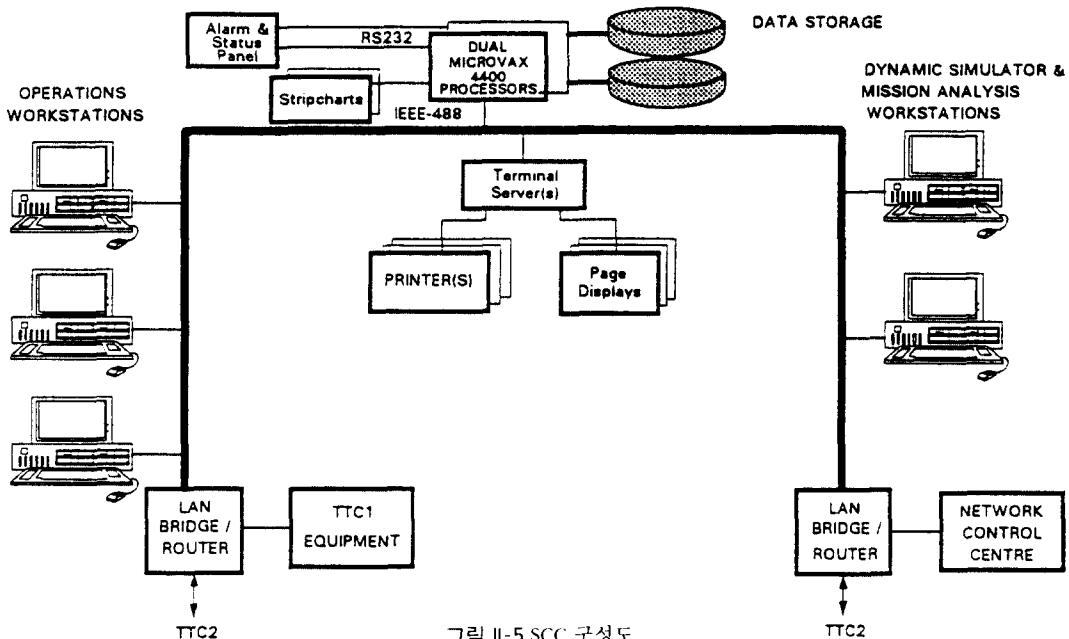 Alarm &
Status
Panel
RS232
DUAL
MICROVAX
4400
PROCESSORS
DATA STORAGE
Stripcharts
IEEE-488
OPERATIONS
WORKSTATIONS
DYNAMIC SIMULATOR &
MISSION ANALYSIS
WORKSTATIONS
Terminal
Server(s)
PRINTER(S)
Page
Displays
LAN
BRIDGE /
ROUTER
TTC1
EQUIPMENT
LAN
BRIDGE /
ROUTER
NETWORK
CONTROL
CENTRE
TTC2
TTC2
그림 II-5 SCC 구성도